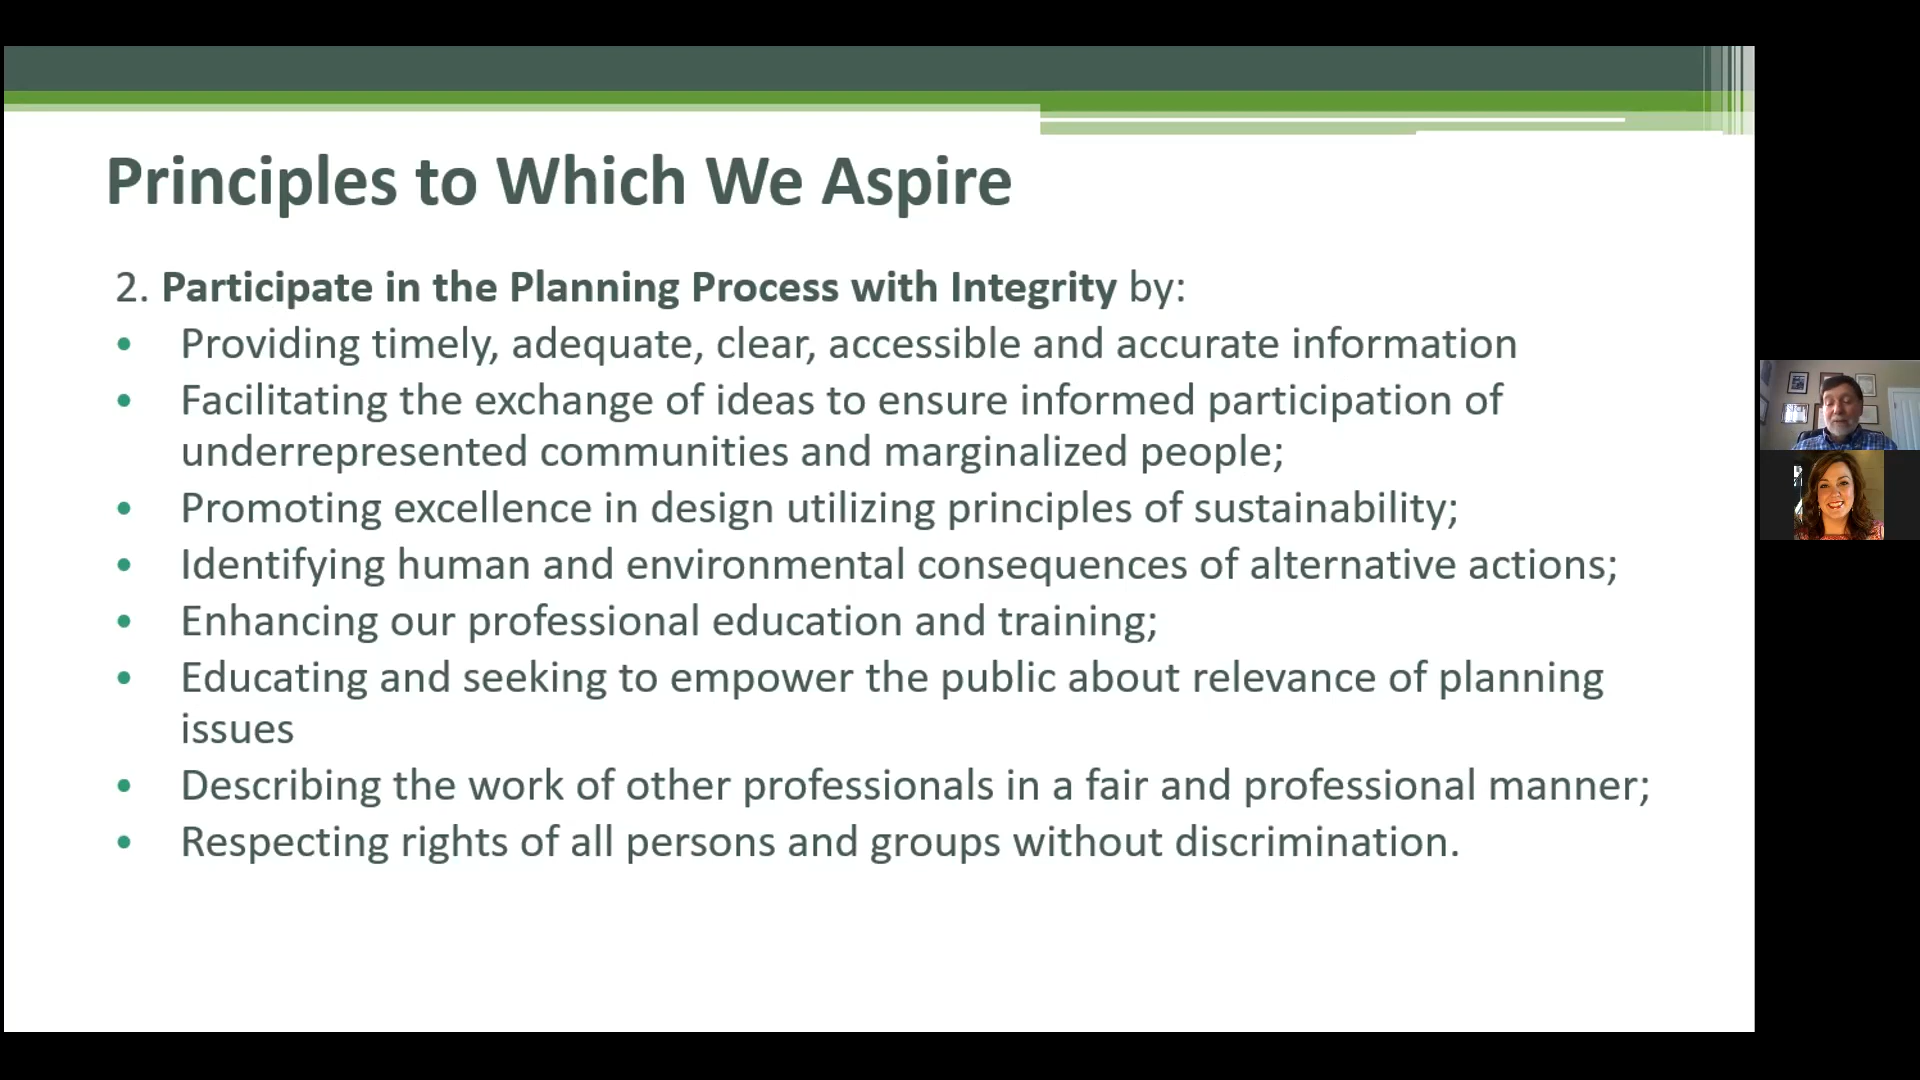 Principles to Which We Aspire
2. Participate in the Planning Process with Integrity by:
• Providing timely, adequate, clear, accessible and accurate information
• Facilitating the exchange of ideas to ensure informed participation of
underrepresented communities and marginalized people;
• Promoting excellence in design utilizing principles of sustainability;
• Identifying human and environmental consequences of alternative actions;
• Enhancing our professional education and training;
• Educating and seeking to empower the public about relevance of planning
issues
• Describing the work of other professionals in a fair and professional manner;
• Respecting rights of all persons and groups without discrimination.